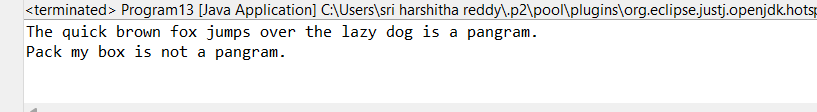 <terminated> Program13 [Java Application] C:\Users\sri harshitha reddy\.p2\pool\plugins\org.eclipse.justj.openjdk.hotsp
The quick brown fox jumps over the lazy dog is a pangram.
Pack my box is not a pangram.